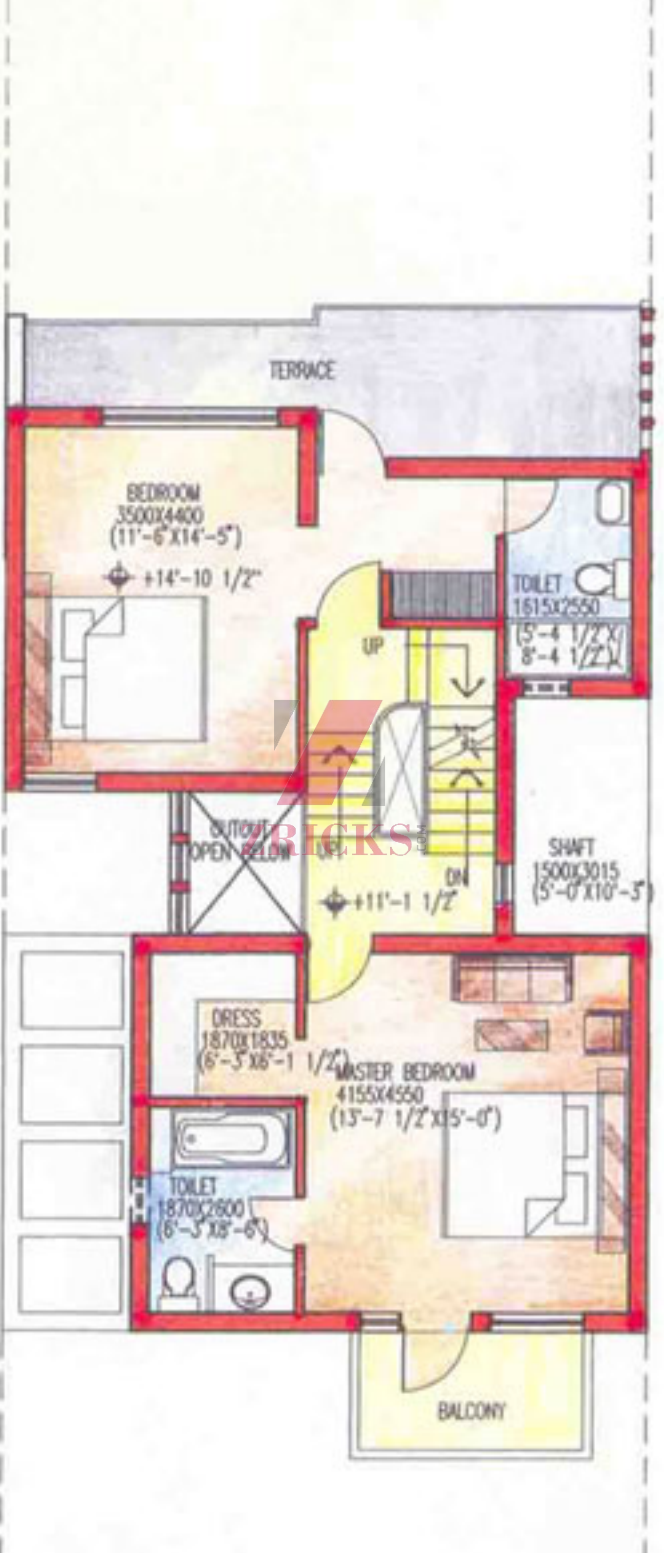 TERRACE
BEDROOM
3500X4400
(11'-6"X14'-5")
+14'-10 1/2"
TOILET
1615X2550
(5'-4 1/2"X
8'-4 1/2")
UP
CUTOUT
OPEN BELOW
UP
ZRICKS
.COM
SHAFT
1500X3015
(5'-0"X10'-3")
DN
+11'-1 1/2"
DRESS
1870X1835
(6'-3"X6'-1 1/2")
MASTER BEDROOM
4155X4550
(13'-7 1/2"X15'-0")
TOILET
1870X2600
(6'-3"X8'-6")
BALCONY